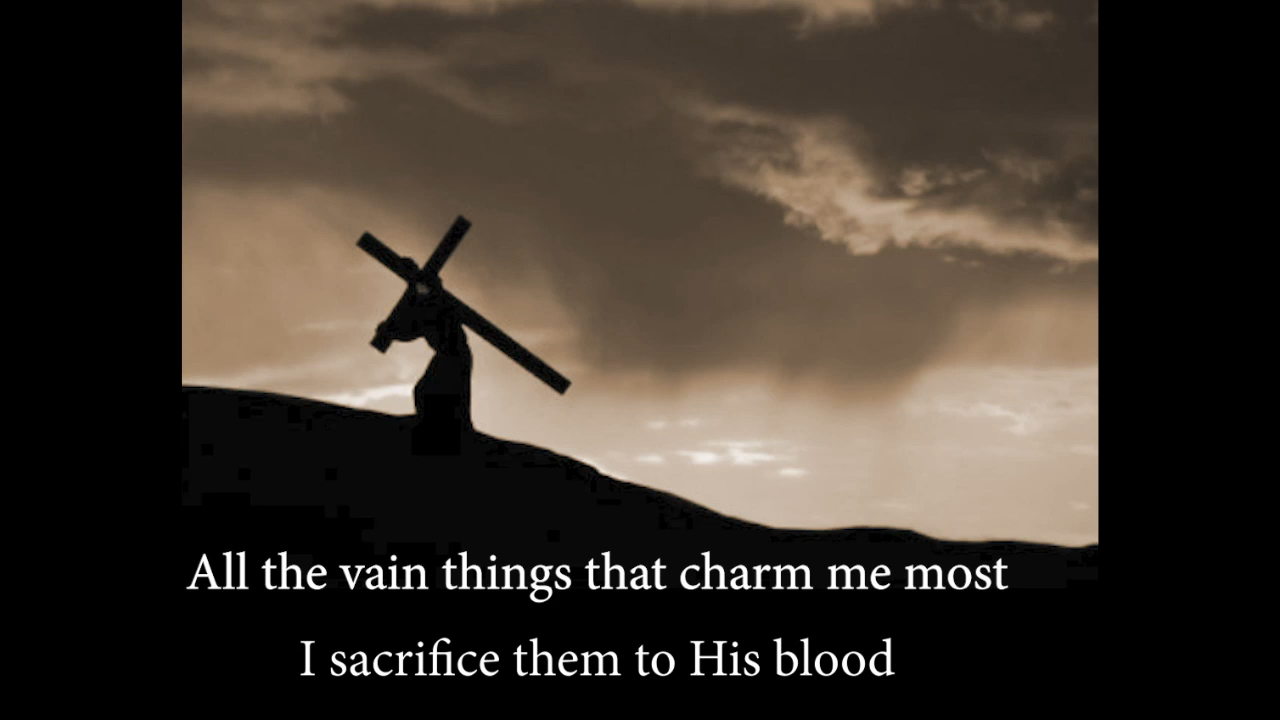 All the vain things that charm me most
I sacrifice them to His blood